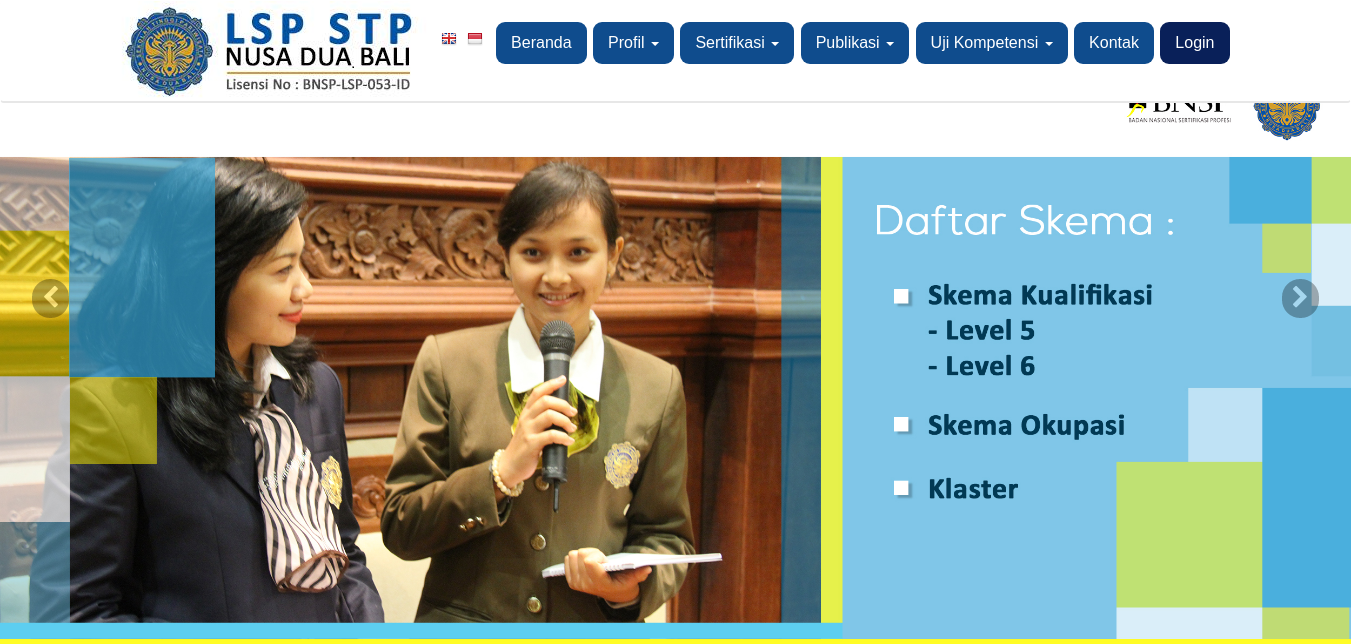 LSP STP
NUSA DUA BALI
Lisensi No : BNSP-LSP-053-ID
Beranda
Profil
Sertifikasi
Publikasi
Uji Kompetensi
Kontak
Login
BADAN NASIONAL SERTIFIKASI PROFESI
Daftar Skema :
Skema Kualifikasi
- Level 5
- Level 6
Skema Okupasi
Klaster